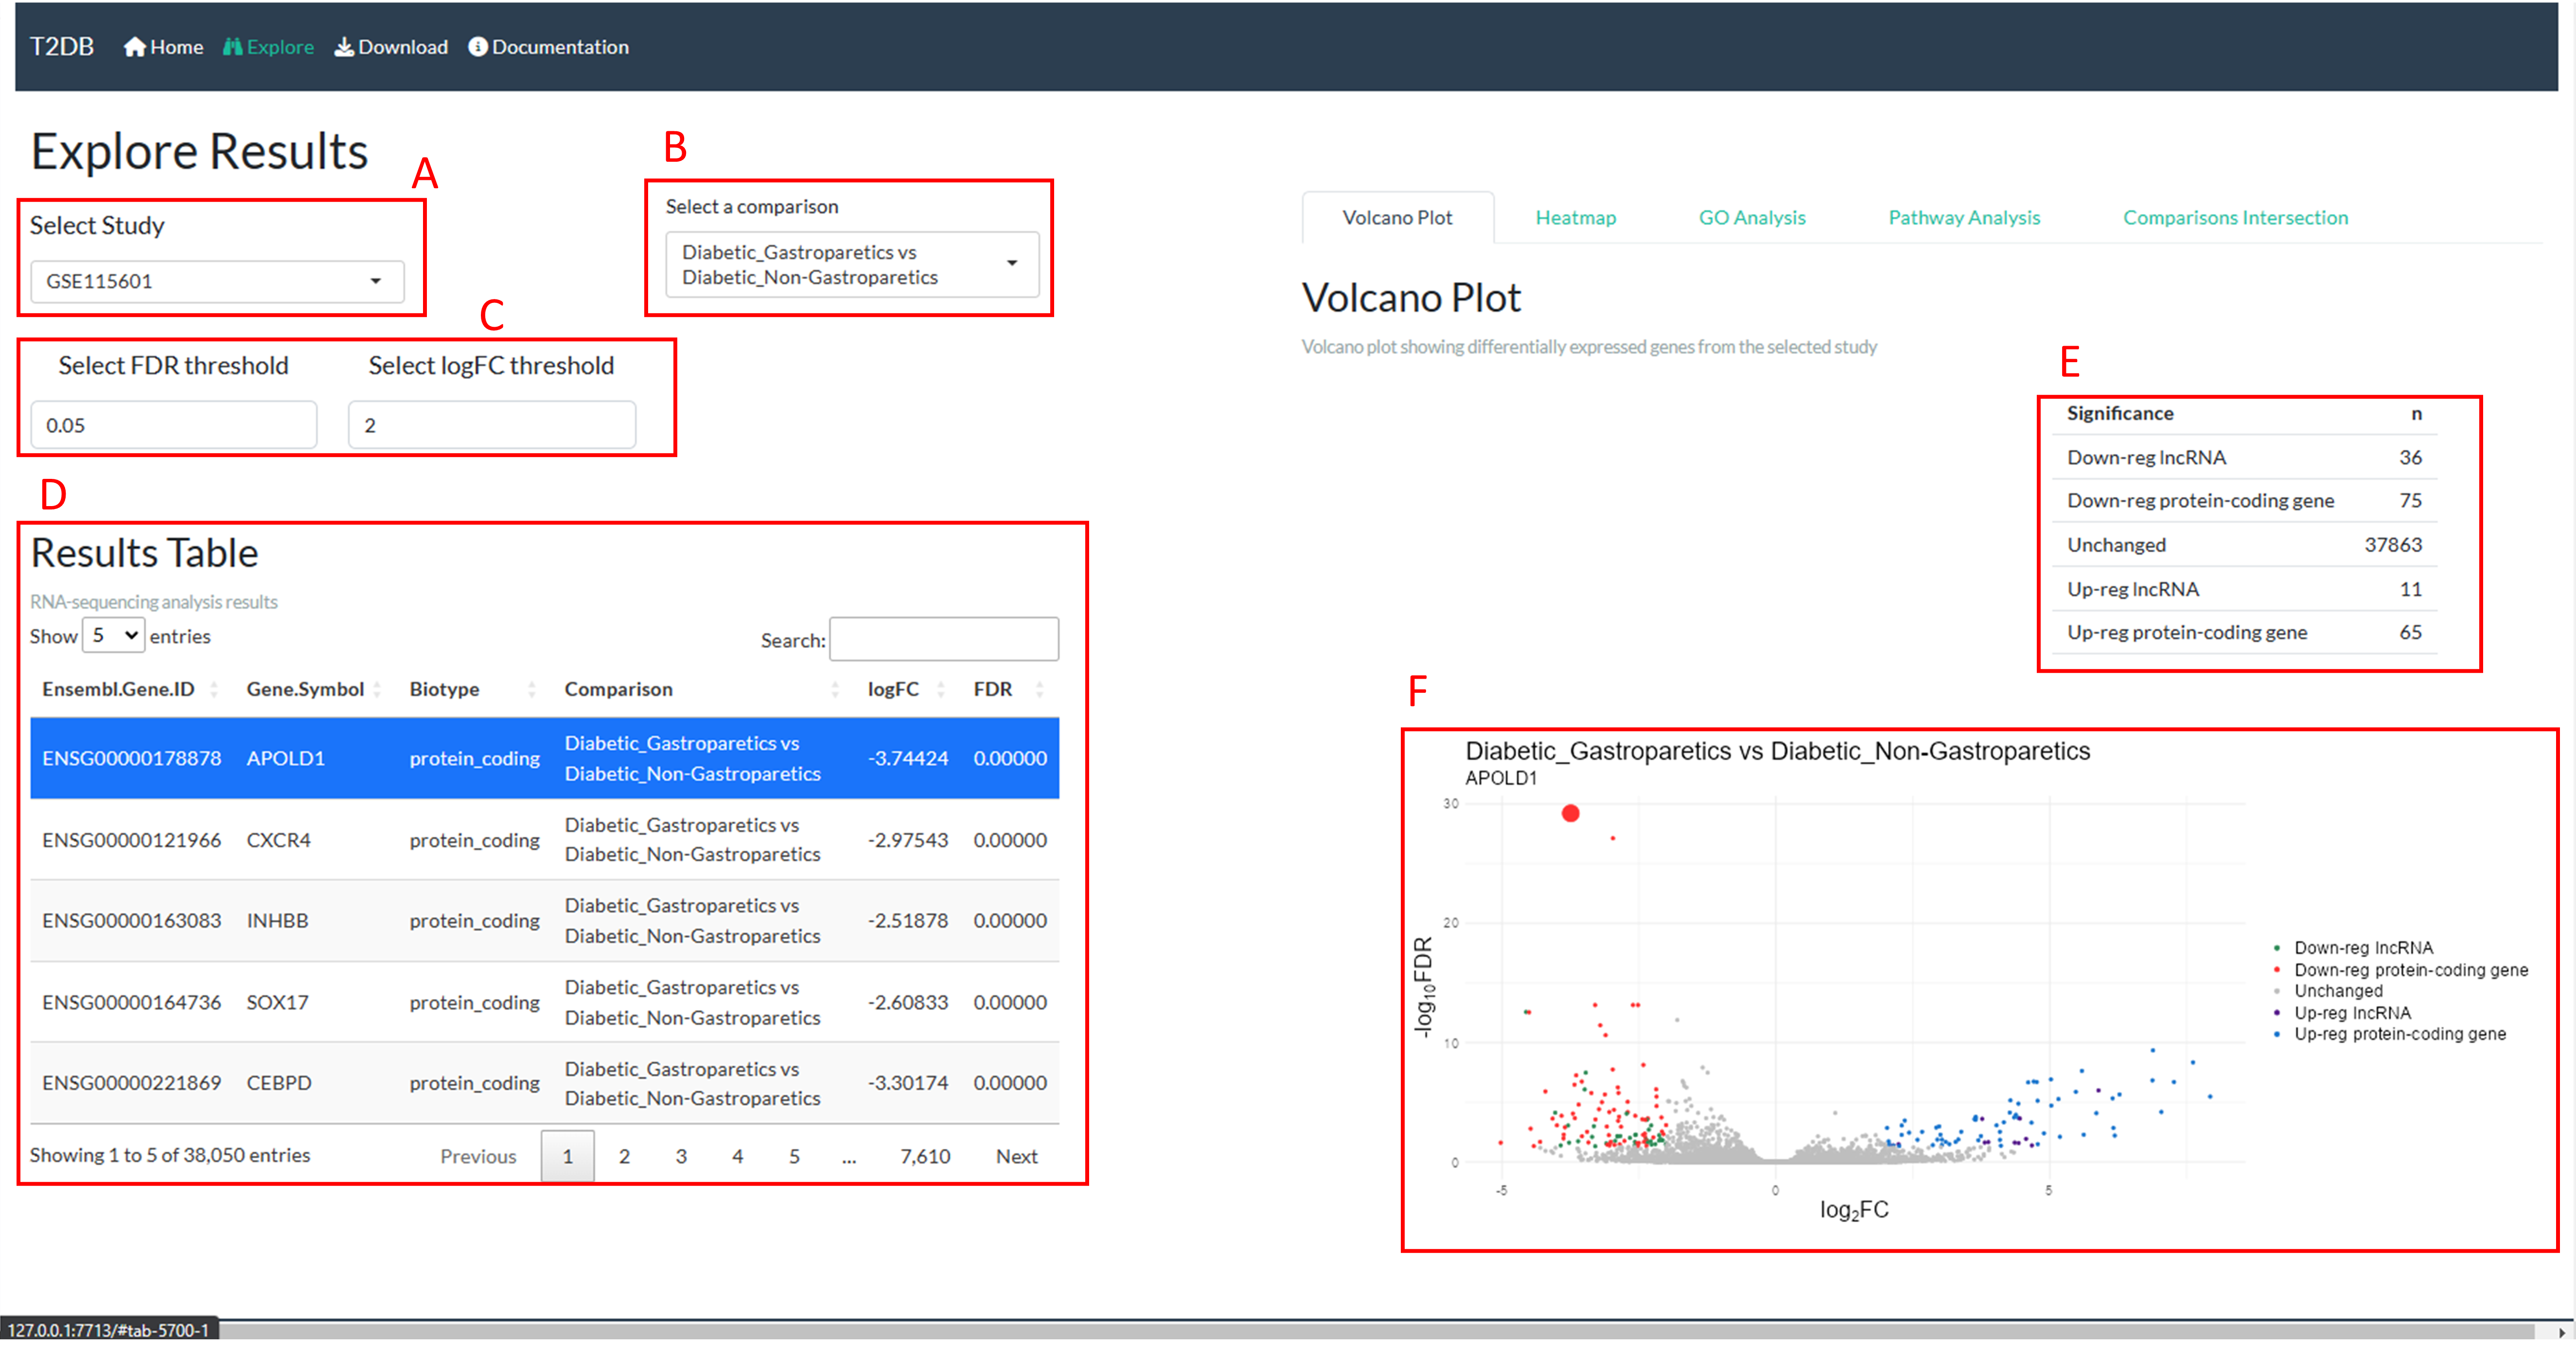 T2DB Home Explore Download Documentation
Explore Results
A
Select Study
GSE115601
B
Select a comparison
Diabetic_Gastroparetics vs
Diabetic_Non-Gastroparetics
C
Select FDR threshold Select logFC threshold
0.05 2
D
Results Table
RNA-sequencing analysis results
Show 5 entries Search:
Ensembl.Gene.ID Gene.Symbol Biotype Comparison logFC FDR
ENSG00000178878 APOLD1 protein_coding Diabetic_Gastroparetics vs Diabetic_Non-Gastroparetics -3.74424 0.00000
ENSG00000121966 CXCR4 protein_coding Diabetic_Gastroparetics vs Diabetic_Non-Gastroparetics -2.97543 0.00000
ENSG00000163083 INHBB protein_coding Diabetic_Gastroparetics vs Diabetic_Non-Gastroparetics -2.51878 0.00000
ENSG00000164736 SOX17 protein_coding Diabetic_Gastroparetics vs Diabetic_Non-Gastroparetics -2.60833 0.00000
ENSG00000221869 CEBPD protein_coding Diabetic_Gastroparetics vs Diabetic_Non-Gastroparetics -3.30174 0.00000
Showing 1 to 5 of 38,050 entries Previous 1 2 3 4 5 ... 7,610 Next
Volcano Plot Heatmap GO Analysis Pathway Analysis Comparisons Intersection
Volcano Plot
Volcano plot showing differentially expressed genes from the selected study
E
Significance n
Down-reg lncRNA 36
Down-reg protein-coding gene 75
Unchanged 37863
Up-reg lncRNA 11
Up-reg protein-coding gene 65
F
Diabetic_Gastroparetics vs Diabetic_Non-Gastroparetics
APOLD1
30
20
10
0
-log10FDR
-5 0 5
log2FC
Down-reg lncRNA
Down-reg protein-coding gene
Unchanged
Up-reg lncRNA
Up-reg protein-coding gene
127.0.0.1:7713/#tab-5700-1